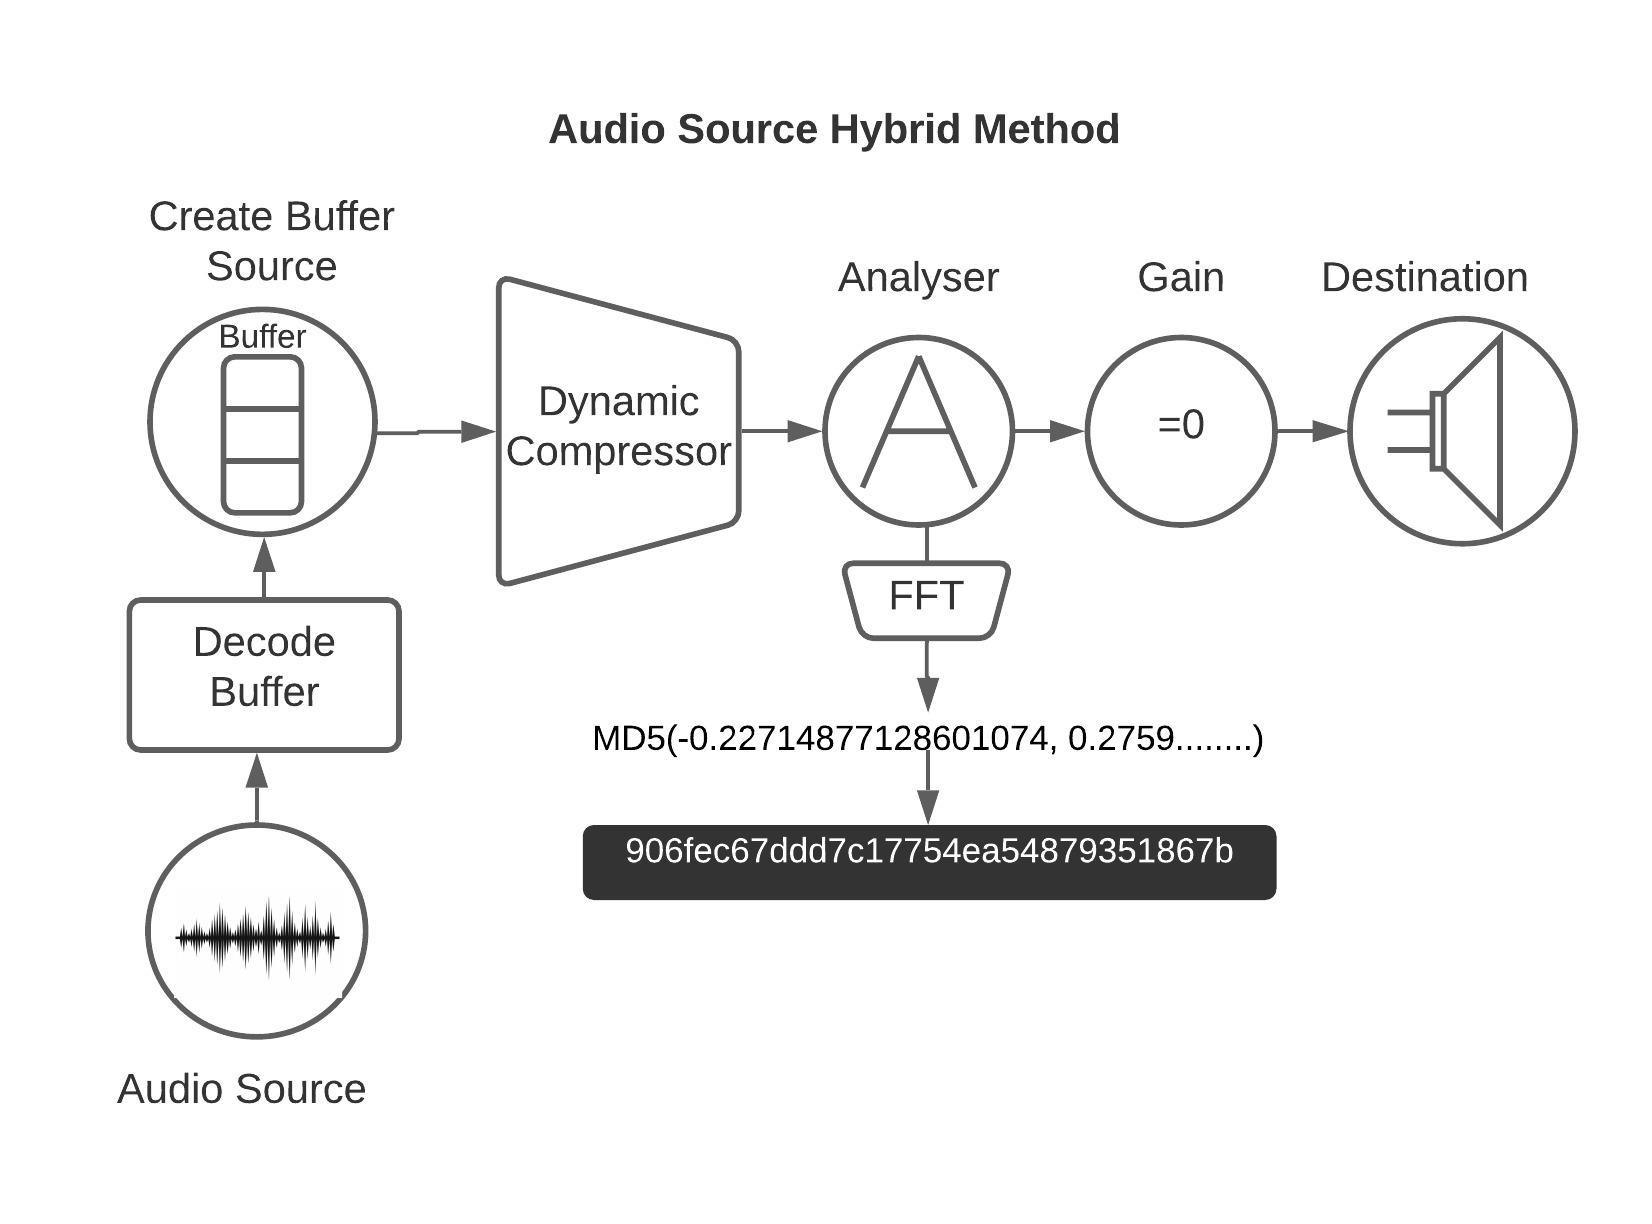 Audio Source Hybrid Method
Create Buffer
Source
Buffer
Dynamic
Compressor
Analyser
A
Gain
=0
Destination
FFT
Decode
Buffer
MD5(-0.22714877128601074, 0.2759........)
906fec67ddd7c17754ea54879351867b
Audio Source